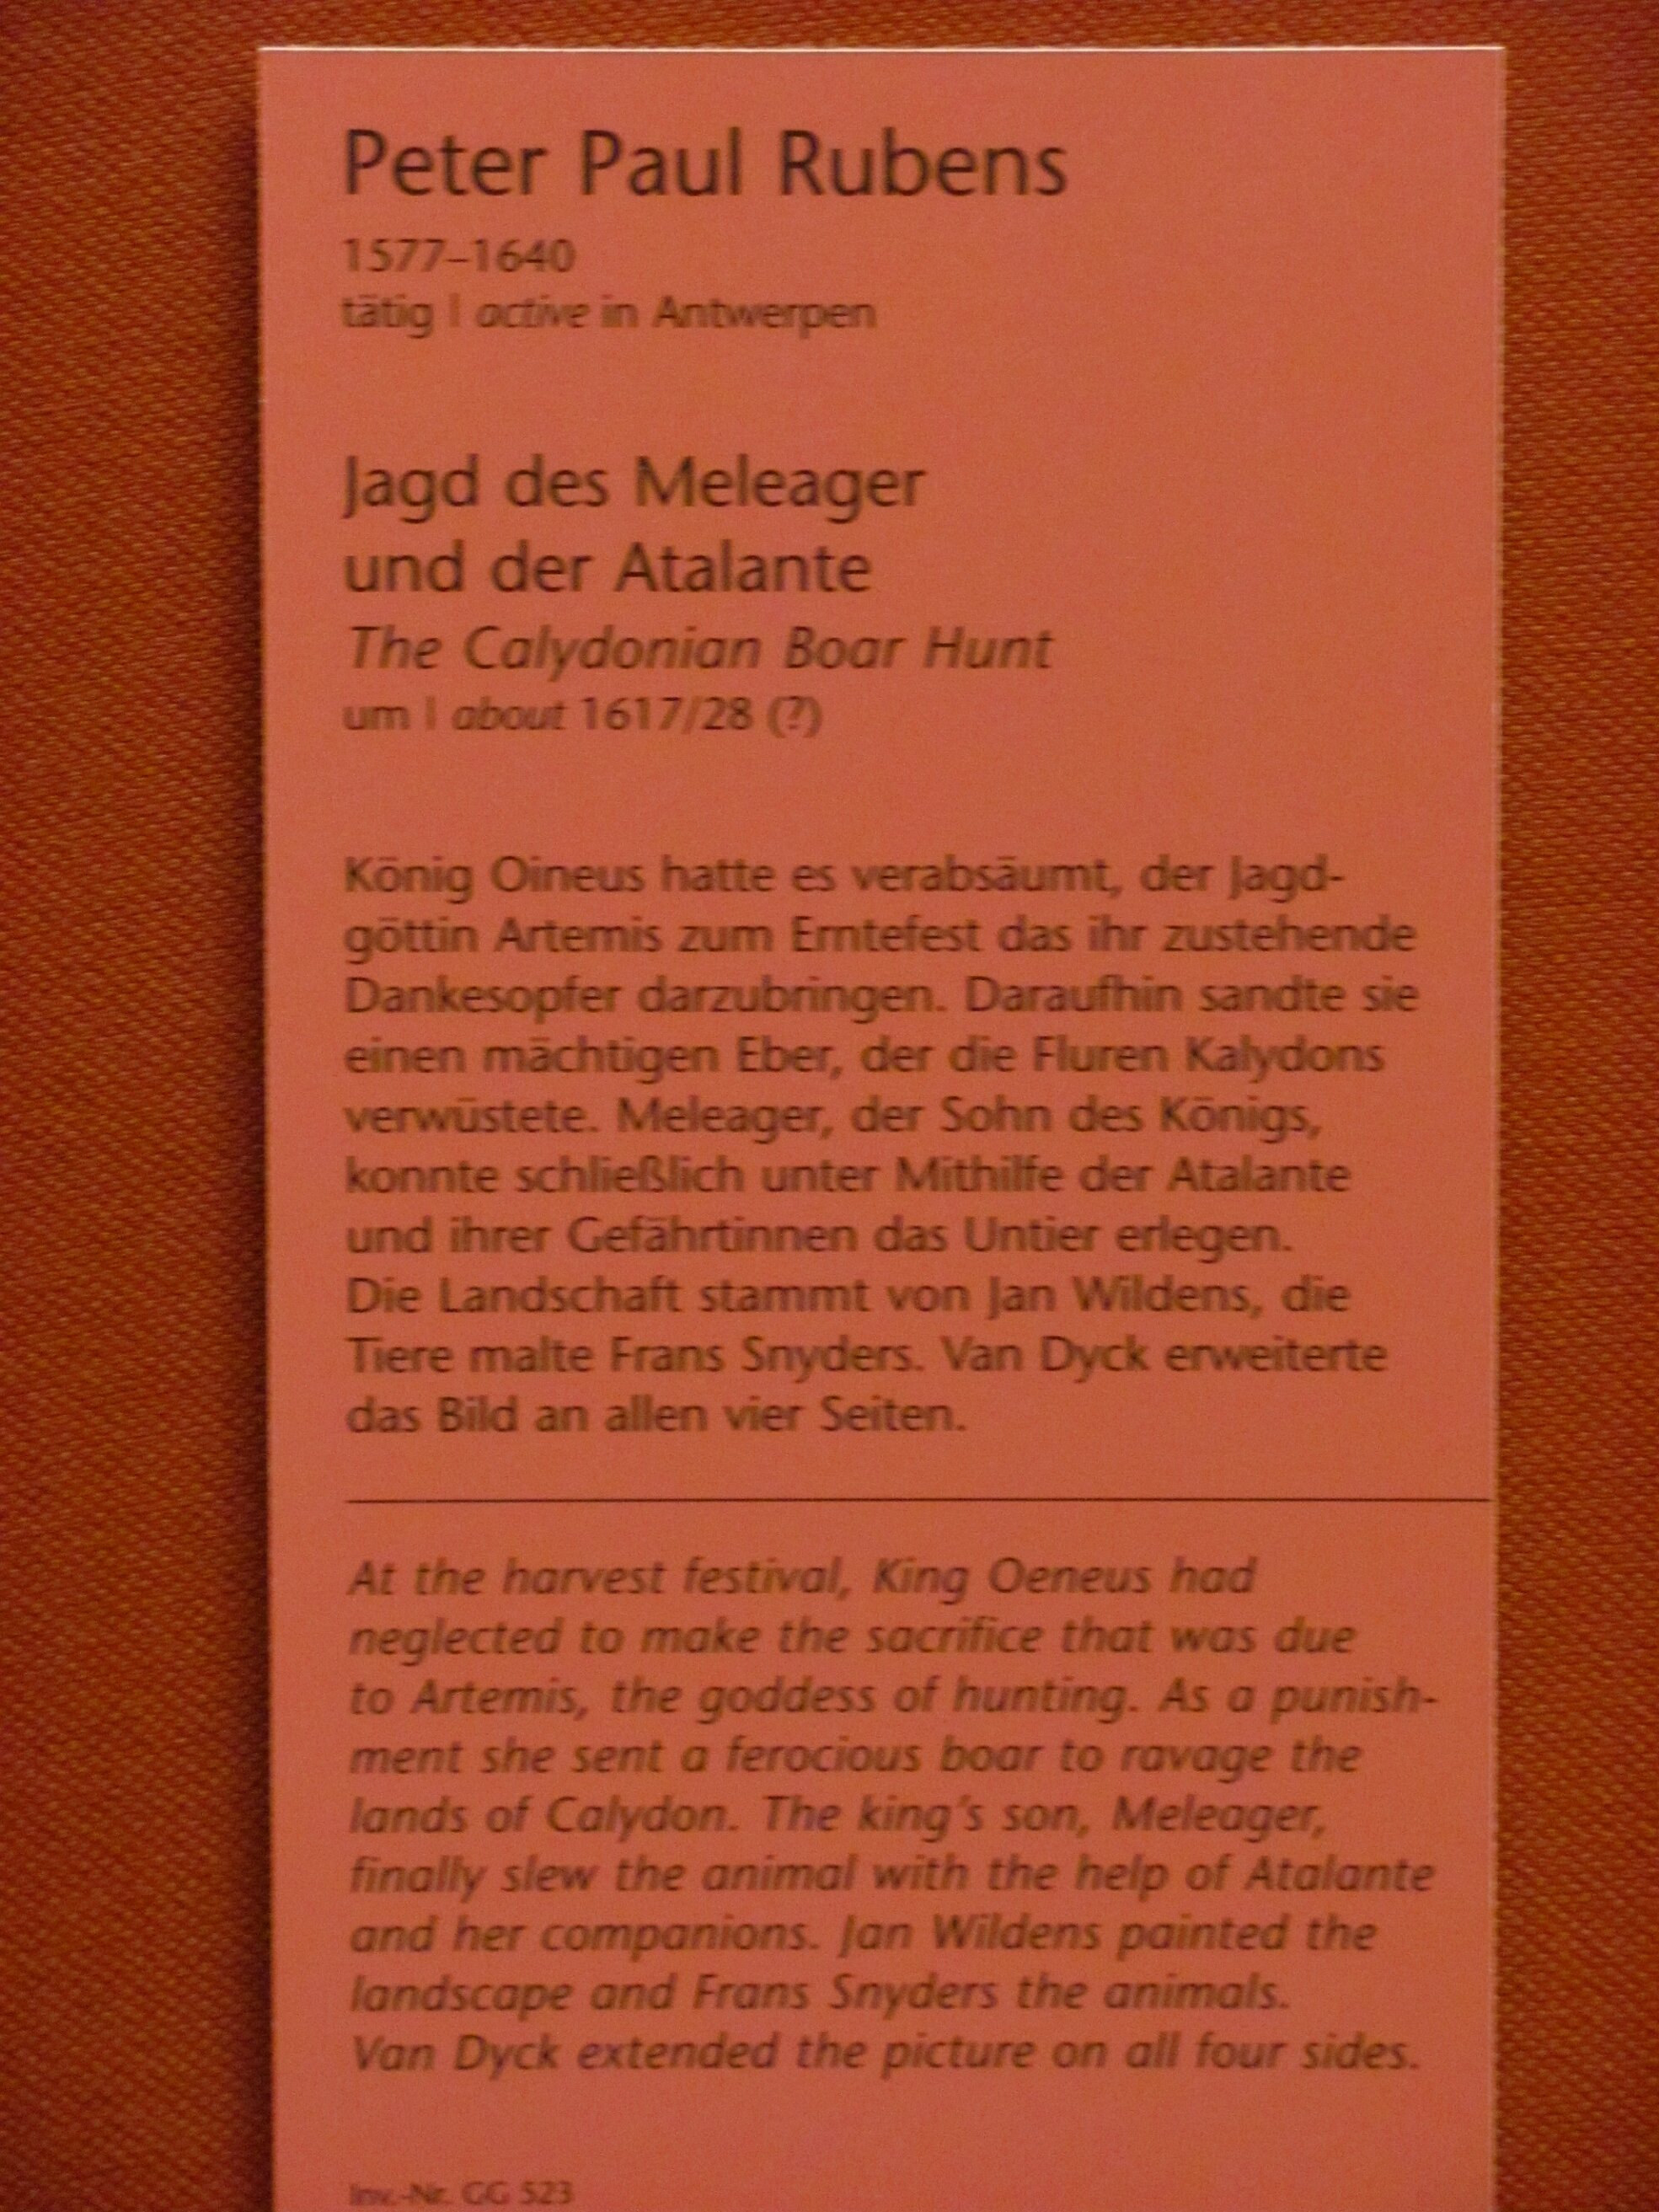 Peter Paul Rubens
1577–1640
tätig | active in Antwerpen
Jagd des Meleager
und der Atalante
The Calydonian Boar Hunt
um | about 1617/28 (?)
König Oineus hatte es verabsäumt, der Jagd-
göttin Artemis zum Erntefest das ihr zustehende
Dankesopfer darzubringen. Daraufhin sandte sie
einen mächtigen Eber, der die Fluren Kalydons
verwüstete. Meleager, der Sohn des Königs,
konnte schließlich unter Mithilfe der Atalante
und ihrer Gefährtinnen das Untier erlegen.
Die Landschaft stammt von Jan Wildens, die
Tiere malte Frans Snyders. Van Dyck erweiterte
das Bild an allen vier Seiten.
At the harvest festival, King Oeneus had
neglected to make the sacrifice that was due
to Artemis, the goddess of hunting. As a punish-
ment she sent a ferocious boar to ravage the
lands of Calydon. The king's son, Meleager,
finally slew the animal with the help of Atalante
and her companions. Jan Wildens painted the
landscape and Frans Snyders the animals.
Van Dyck extended the picture on all four sides.
Inv.-Nr. GG 523